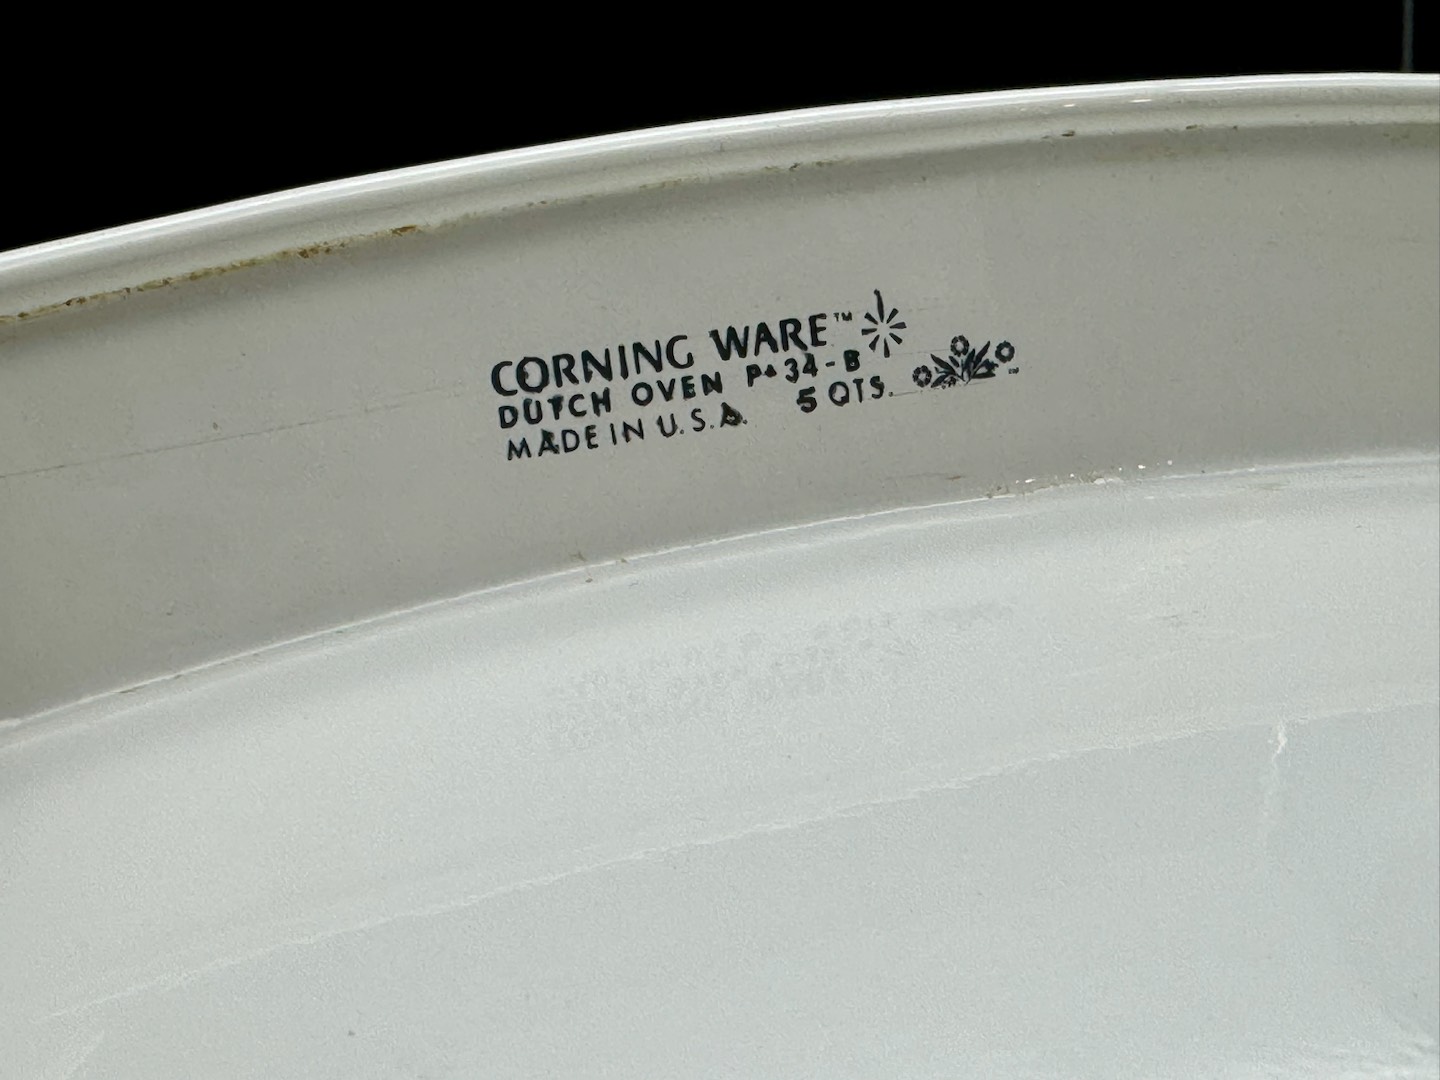 CORNING WARE™
DUTCH OVEN P•34-B
MADE IN U.S.A. 5 QTS.